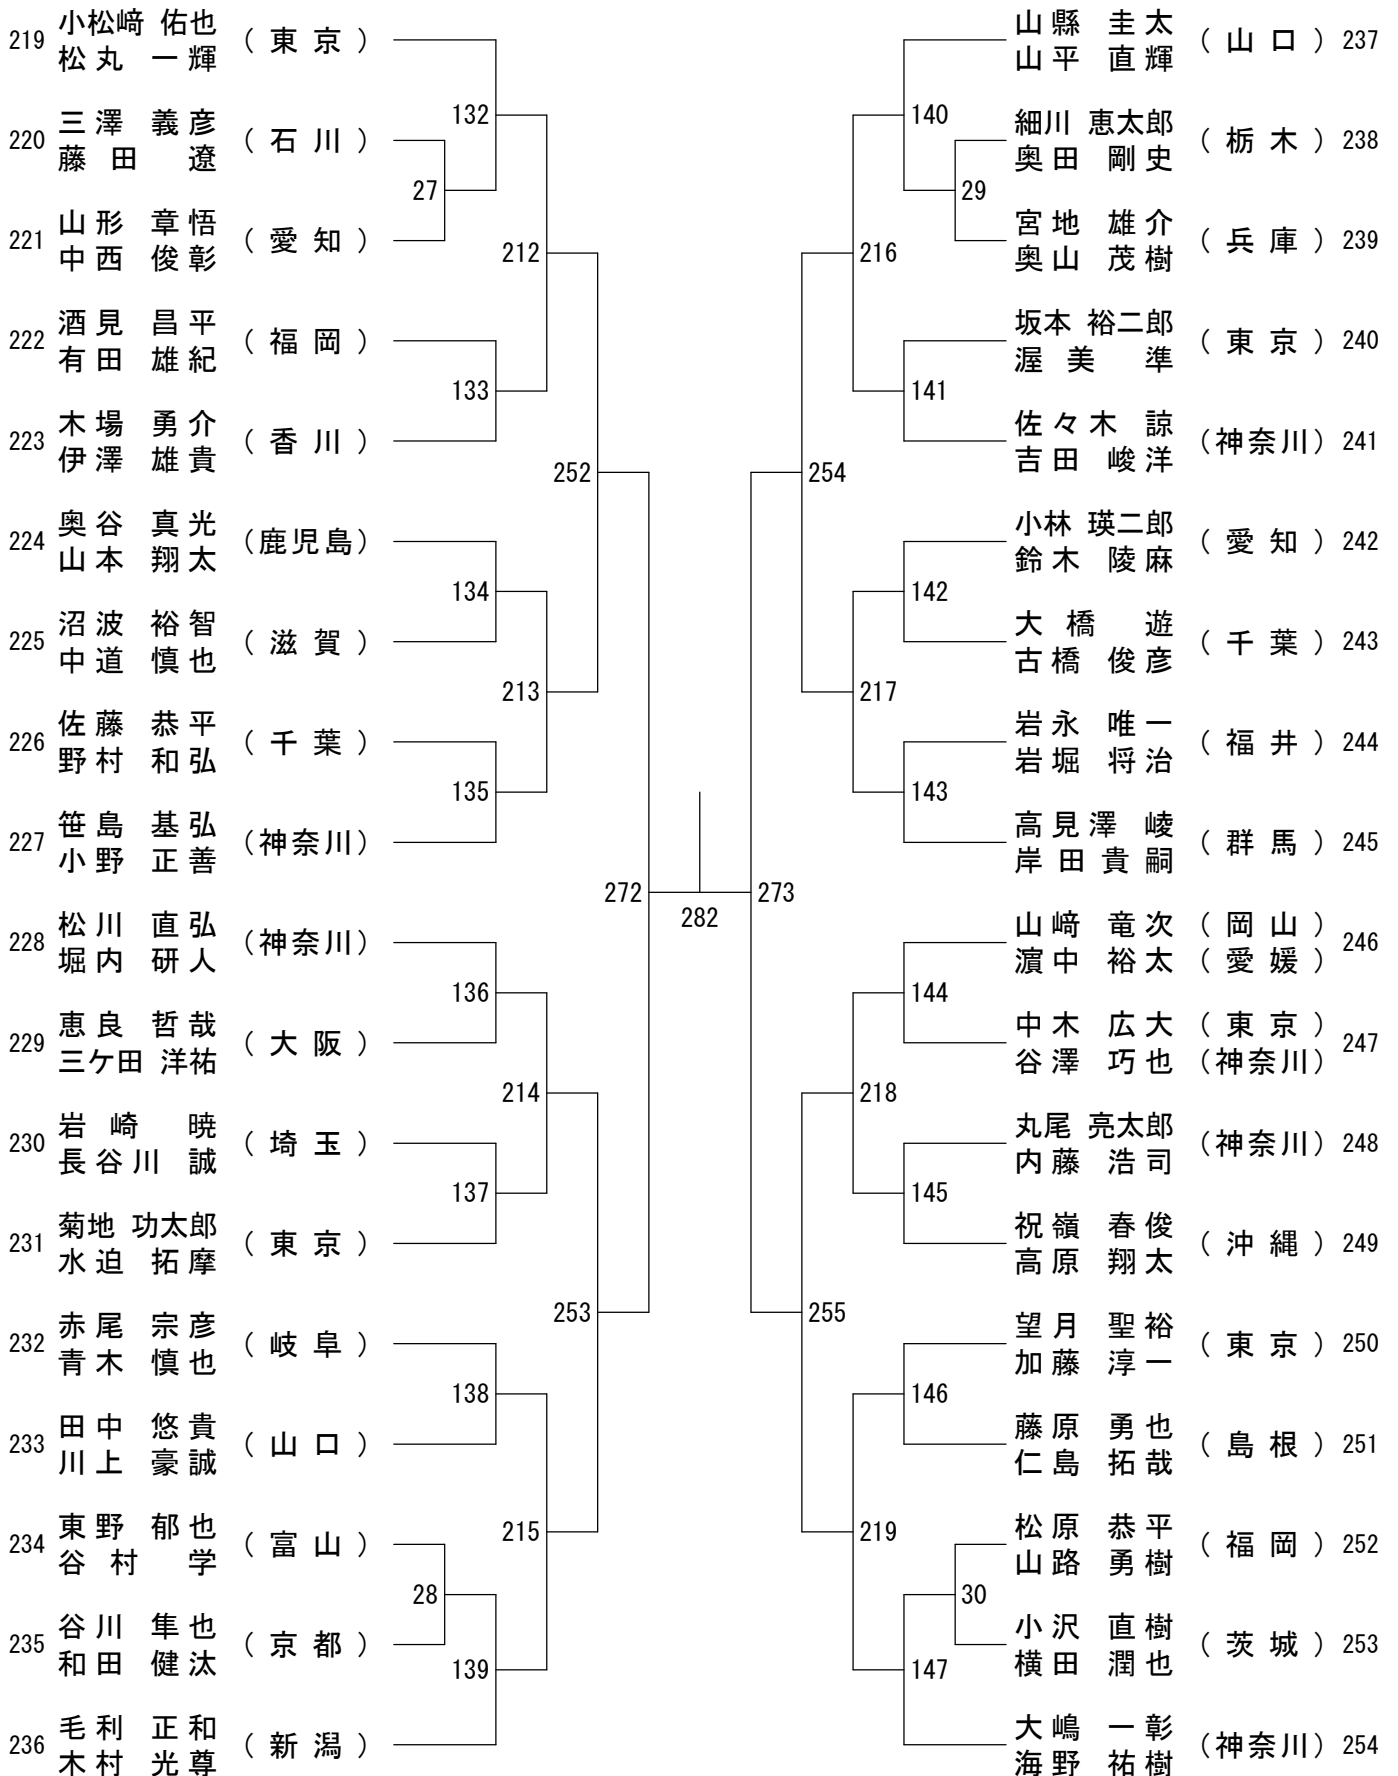 219 小松﨑 佑也 (東京)
松丸 一輝
132
220 三澤 義彦 (石川)
藤田 遼
27
221 山形 章悟 (愛知)
中西 俊彰
212
222 酒見 昌平 (福岡)
有田 雄紀
133
223 木場 勇介 (香川)
伊澤 雄貴
252
224 奥谷 真光 (鹿児島)
山本 翔太
134
225 沼波 裕智 (滋賀)
中道 慎也
213
226 佐藤 恭平 (千葉)
野村 和弘
135
227 笹島 基弘 (神奈川)
小野 正善
272
228 松川 直弘 (神奈川)
堀内 研人
136
229 恵良 哲哉 (大阪)
三ケ田 洋祐
214
230 岩崎 暁 (埼玉)
長谷川 誠
137
231 菊地 功太郎 (東京)
水迫 拓摩
253
232 赤尾 宗彦 (岐阜)
青木 慎也
138
233 田中 悠貴 (山口)
川上 豪誠
215
234 東野 郁也 (富山)
谷村 学
28
235 谷川 隼也 (京都)
和田 健汰
139
236 毛利 正和 (新潟)
木村 光尊
282
山縣 圭太 (山口) 237
山平 直輝
140
細川 恵太郎 (栃木) 238
奥田 剛史
29
宮地 雄介 (兵庫) 239
奥山 茂樹
216
坂本 裕二郎 (東京) 240
渥美 準
141
佐々木 諒 (神奈川) 241
吉田 峻洋
254
小林 瑛二郎 (愛知) 242
鈴木 陵麻
142
大橋 遊 (千葉) 243
古橋 俊彦
217
岩永 唯一 (福井) 244
岩堀 将治
143
高見澤 崚 (群馬) 245
岸田 貴嗣
273
山﨑 竜次 (岡山) 246
濵中 裕太 (愛媛)
144
中木 広大 (東京) 247
谷澤 巧也 (神奈川)
218
丸尾 亮太郎 (神奈川) 248
内藤 浩司
145
祝嶺 春俊 (沖縄) 249
高原 翔太
255
望月 聖裕 (東京) 250
加藤 淳一
146
藤原 勇也 (島根) 251
仁島 拓哉
219
松原 恭平 (福岡) 252
山路 勇樹
30
小沢 直樹 (茨城) 253
横田 潤也
147
大嶋 一彰 (神奈川) 254
海野 祐樹